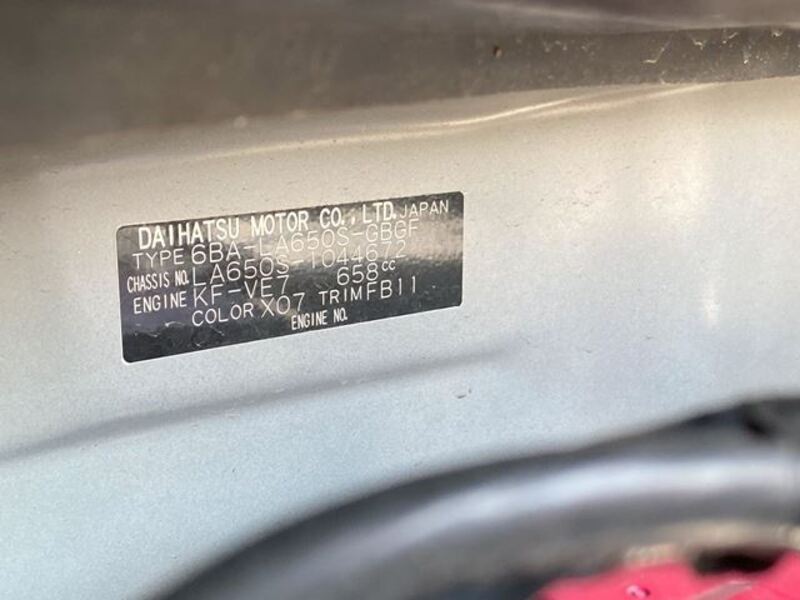 DAIHATSU MOTOR CO.,LTD. JAPAN
TYPE 6BA-LA650S-GBGF
CHASSIS NO. LA650S-1044672
ENGINE KF-VE7 658cc
COLOR X07 TRIM FB11
ENGINE NO.